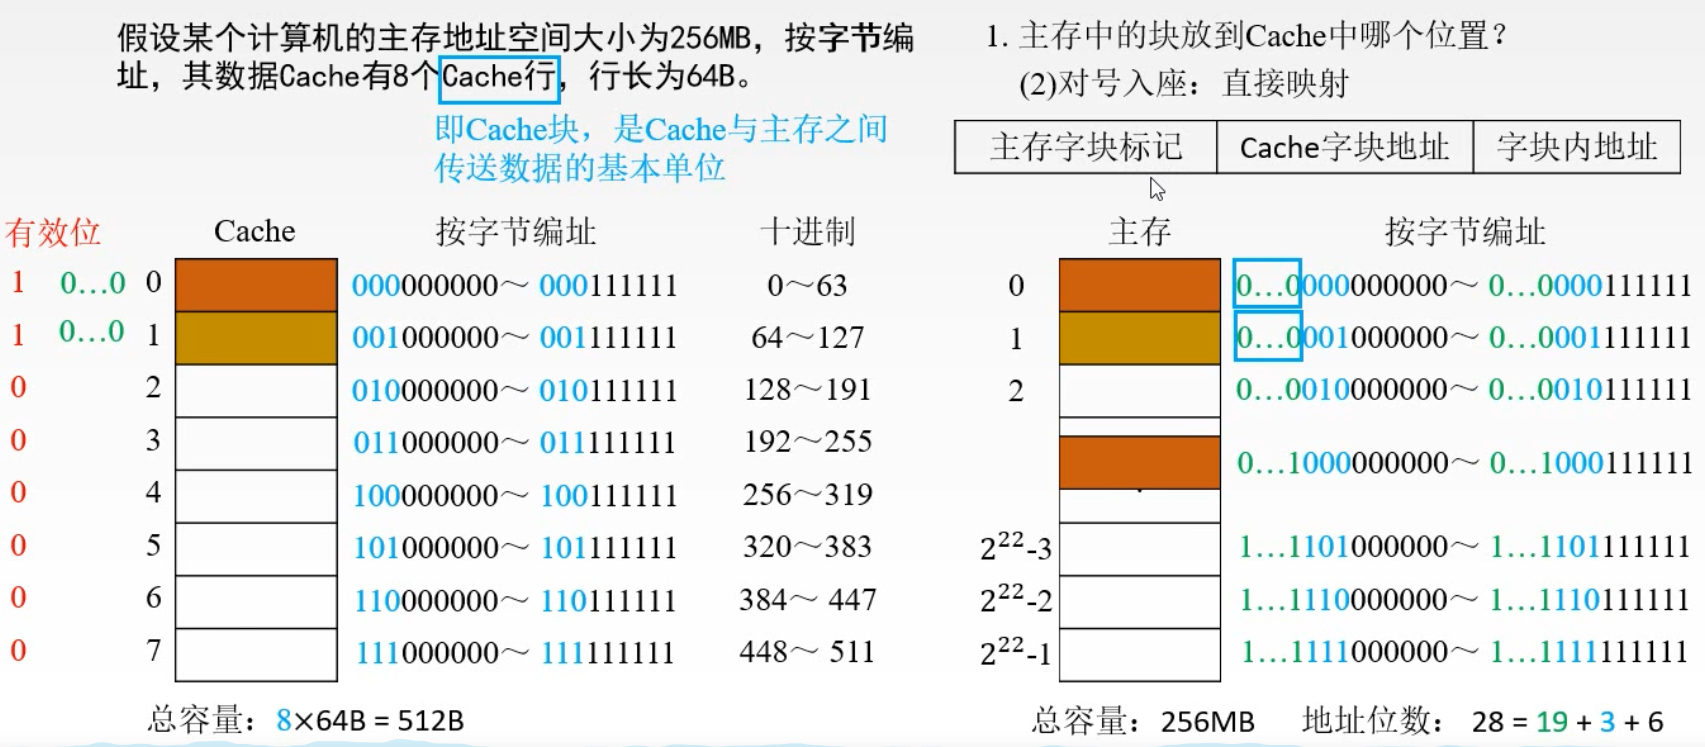 假设某个计算机的主存地址空间大小为256MB，按字节编
址，其数据Cache有8个Cache行，行长为64B。
即Cache块，是Cache与主存之间
传送数据的基本单位
1. 主存中的块放到Cache中哪个位置？
(2)对号入座：直接映射
主存字块标记 Cache字块地址 字块内地址
有效位 Cache 按字节编址 十进制
1 0…0 0 000000000～ 000111111 0～63
1 0…0 1 001000000～ 001111111 64～127
0 2 010000000～ 010111111 128～191
0 3 011000000～ 011111111 192～255
0 4 100000000～ 100111111 256～319
0 5 101000000～ 101111111 320～383
0 6 110000000～ 110111111 384～ 447
0 7 111000000～ 111111111 448～ 511
总容量：8×64B = 512B
主存 按字节编址
0 0…0000000000～ 0…0000111111
1 0…0001000000～ 0…0001111111
2 0…0010000000～ 0…0010111111
0…1000000000～ 0…1000111111
2²²-3 1…1101000000～ 1…1101111111
2²²-2 1…1110000000～ 1…1110111111
2²²-1 1…1111000000～ 1…1111111111
总容量：256MB 地址位数： 28 = 19 + 3 + 6